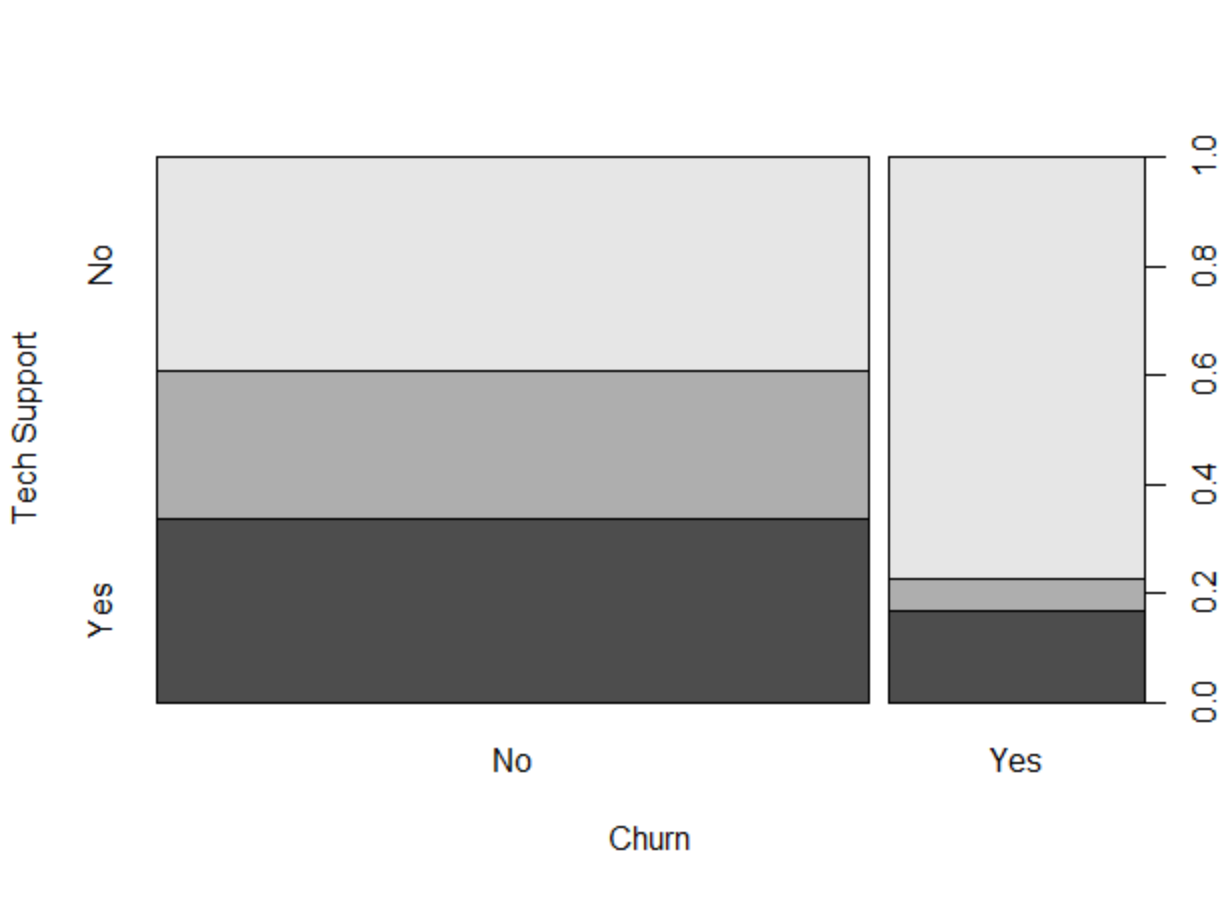 Tech Support
No
Yes
1.0
0.8
0.6
0.4
0.2
0.0
No
Yes
Churn